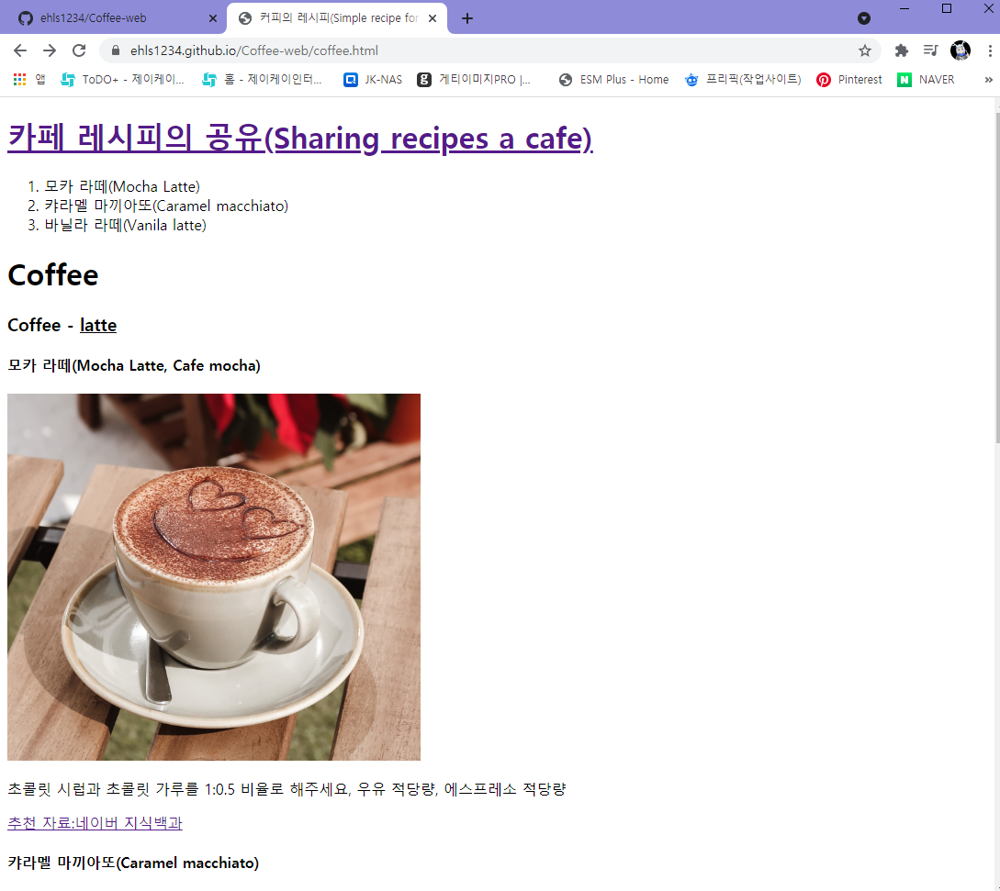 ehls1234/Coffee-web
커피의 레시피(Simple recipe for
ehls1234.github.io/Coffee-web/coffee.html
앱 ToDO+ - 제이케이... 홈 - 제이케이인터... JK-NAS 게티이미지PRO |... ESM Plus - Home 프리픽(작업사이트) Pinterest NAVER »
카페 레시피의 공유(Sharing recipes a cafe)
1. 모카 라떼(Mocha Latte)
2. 캬라멜 마끼아또(Caramel macchiato)
3. 바닐라 라떼(Vanila latte)
Coffee
Coffee - latte
모카 라떼(Mocha Latte, Cafe mocha)
초콜릿 시럽과 초콜릿 가루를 1:0.5 비율로 해주세요, 우유 적당량, 에스프레소 적당량
추천 자료:네이버 지식백과
캬라멜 마끼아또(Caramel macchiato)